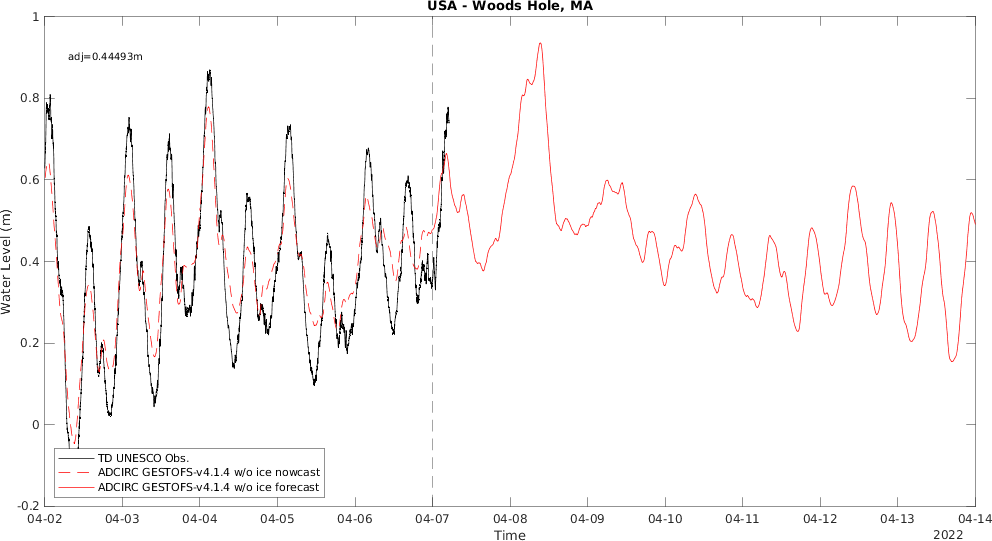 USA - Woods Hole, MA
adj=0.44493m
1
0.8
0.6
0.4
0.2
0
-0.2
Water Level (m)
TD UNESCO Obs.
ADCIRC GESTOFS-v4.1.4 w/o ice nowcast
ADCIRC GESTOFS-v4.1.4 w/o ice forecast
04-02 04-03 04-04 04-05 04-06 04-07 04-08 04-09 04-10 04-11 04-12 04-13 04-14
Time
2022